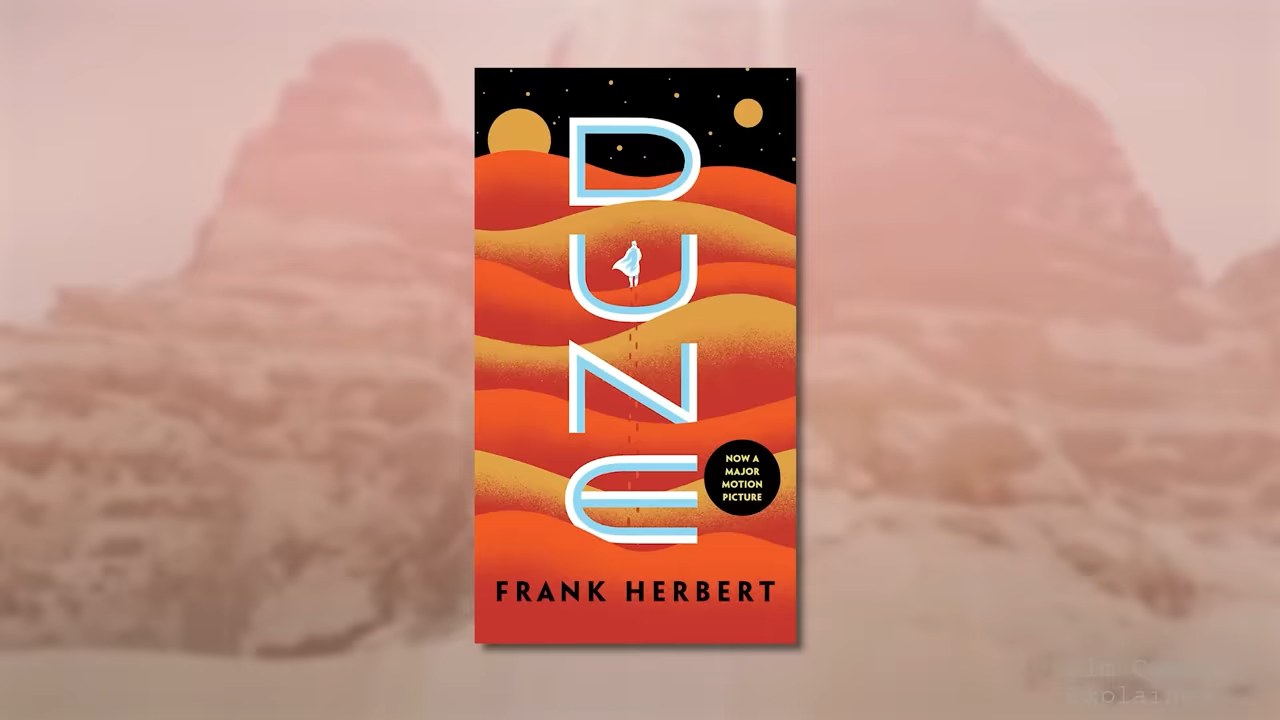 DUNE
NOW A
MAJOR
MOTION
PICTURE
FRANK HERBERT